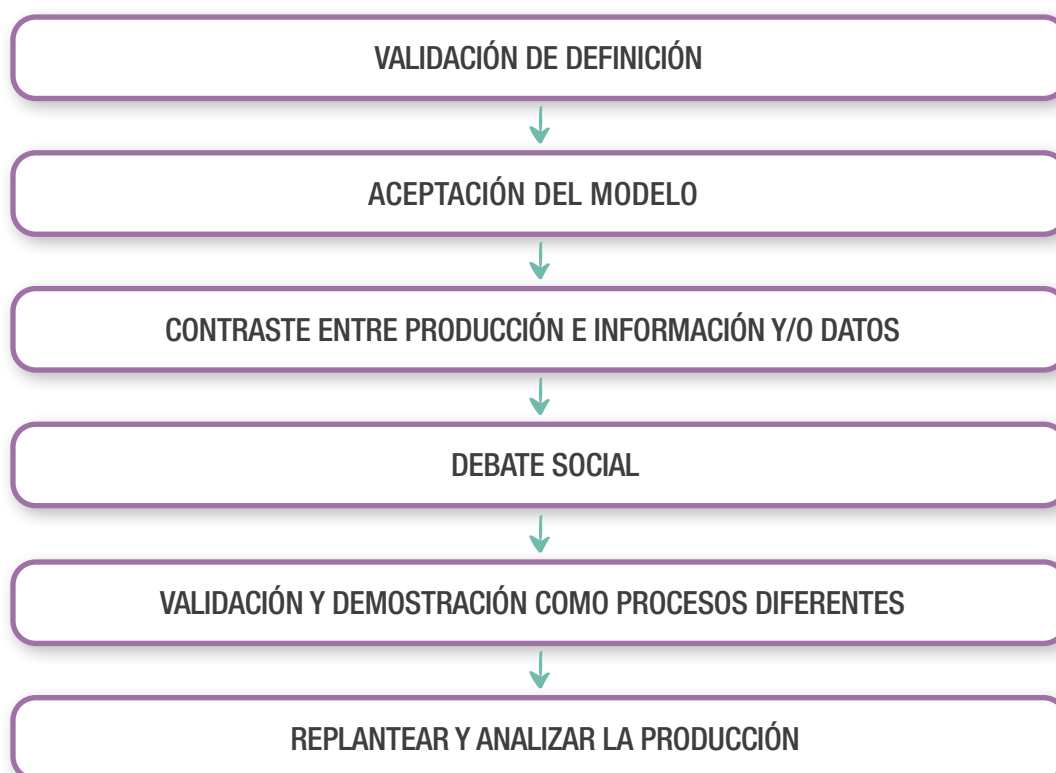 VALIDACIÓN DE DEFINICIÓN
ACEPTACIÓN DEL MODELO
CONTRASTE ENTRE PRODUCCIÓN E INFORMACIÓN Y/O DATOS
DEBATE SOCIAL
VALIDACIÓN Y DEMOSTRACIÓN COMO PROCESOS DIFERENTES
REPLANTEAR Y ANALIZAR LA PRODUCCIÓN